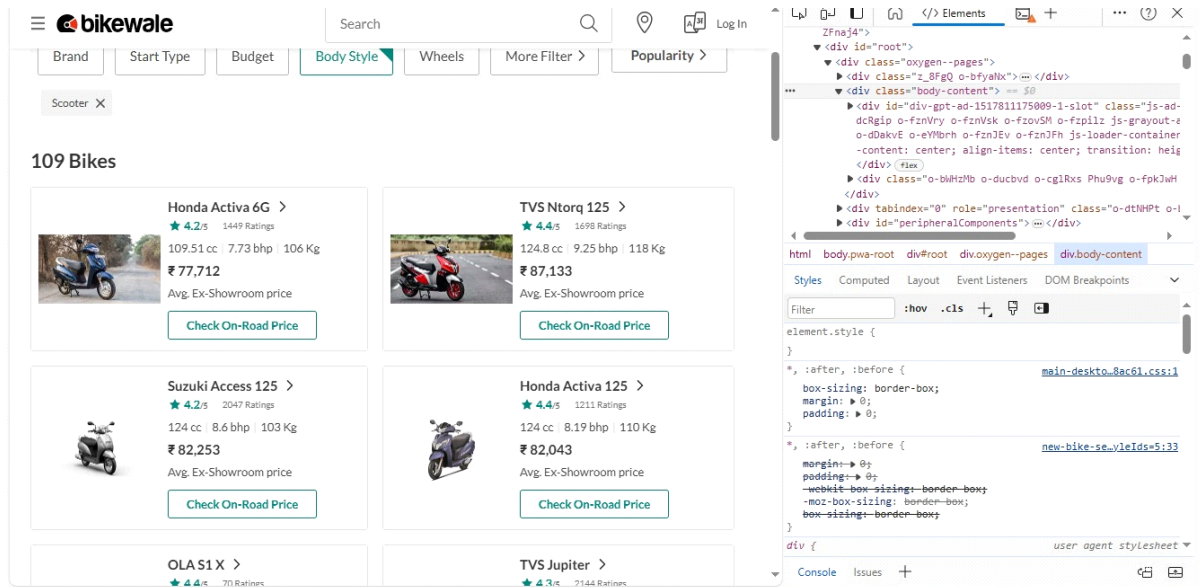 bikewale
Search
Log In
Brand
Start Type
Budget
Body Style
Wheels
More Filter
Popularity
Scooter
109 Bikes
Honda Activa 6G
4.2/5 1449 Ratings
109.51 cc 7.73 bhp 106 Kg
₹ 77,712
Avg. Ex-Showroom price
Check On-Road Price
TVS Ntorq 125
4.4/5 1698 Ratings
124.8 cc 9.25 bhp 118 Kg
₹ 87,133
Avg. Ex-Showroom price
Check On-Road Price
Suzuki Access 125
4.2/5 2047 Ratings
124 cc 8.6 bhp 103 Kg
₹ 82,253
Avg. Ex-Showroom price
Check On-Road Price
Honda Activa 125
4.4/5 1211 Ratings
124 cc 8.19 bhp 110 Kg
₹ 82,043
Avg. Ex-Showroom price
Check On-Road Price
OLA S1 X
4.4/5 70 Ratings
TVS Jupiter
4.3/5 2144 Ratings
</> Elements
ZFnaj4">
<div id="root">
<div class="oxygen--pages">
<div class="z_8FgQ o-bfyaNx"> </div>
<div class="body-content"> == $0
<div id="div-gpt-ad-1517811175009-1-slot" class="js-ad-
dcRgip o-fznVry o-fznVsk o-fzovSM o-fzpilz js-grayout-a
o-dDakvE o-eYMbrh o-fznJEv o-fznJFh js-loader-container
-content: center; align-items: center; transition: heig
</div> flex
<div class="o-bWHzMb o-ducbvd o-cglRxs Phu9vg o-fpkJwH
</div>
<div tabindex="0" role="presentation" class="o-dtNHPt o-
<div id="peripheralComponents"> </div>
html body.pwa-root div#root div.oxygen--pages div.body-content
Styles Computed Layout Event Listeners DOM Breakpoints
Filter :hov .cls
element.style {
}
*, :after, :before { main-deskto…8ac61.css:1
box-sizing: border-box;
margin: 0;
padding: 0;
}
*, :after, :before { new-bike-se…yleIds=5:33
margin: 0;
padding: 0;
-webkit-box-sizing: border-box;
-moz-box-sizing: border-box;
box-sizing: border-box;
}
div { user agent stylesheet
Console Issues